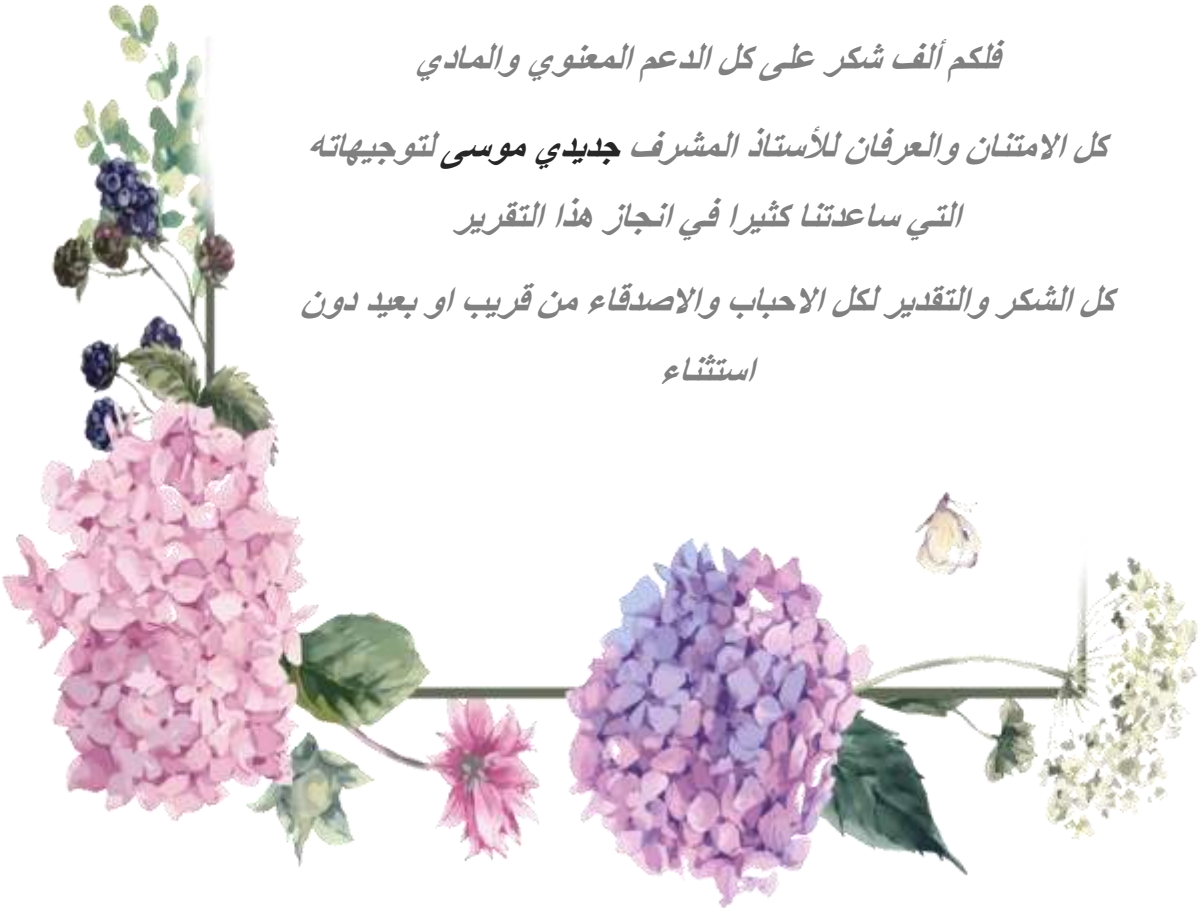 فلكم ألف شكر على كل الدعم المعنوي والمادي
كل الامتنان والعرفان للأستاذ المشرف جديدي موسى لتوجيهاته
التي ساعدتنا كثيرا في انجاز هذا التقرير
كل الشكر والتقدير لكل الاحباب والاصدقاء من قريب او بعيد دون
استثناء